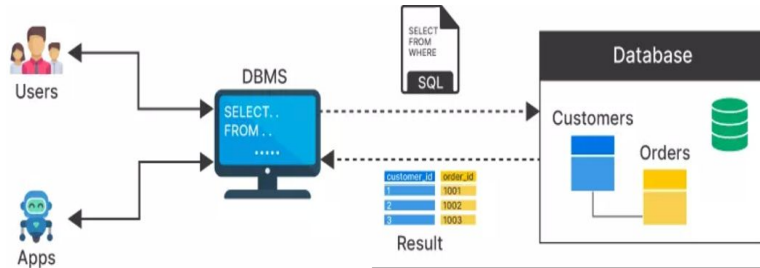 Users
Apps
DBMS
SELECT. .
FROM . .
.....
SELECT
FROM
WHERE
SQL
customer_id order_id
1 1001
2 1002
3 1003
Result
Database
Customers
Orders